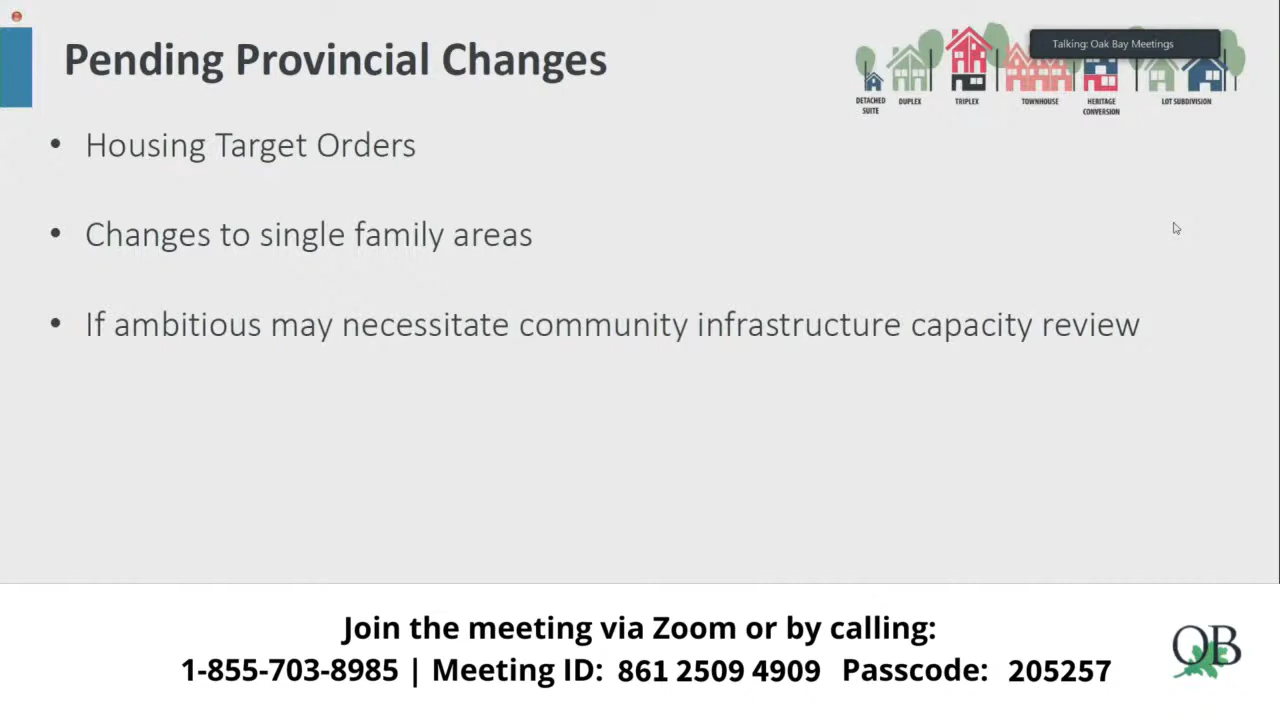 Pending Provincial Changes
Talking: Oak Bay Meetings
DETACHED SUITE
DUPLEX
TRIPLEX
TOWNHOUSE
HERITAGE CONVERSION
LOT SUBDIVISION
• Housing Target Orders
• Changes to single family areas
• If ambitious may necessitate community infrastructure capacity review
Join the meeting via Zoom or by calling:
1-855-703-8985 | Meeting ID: 861 2509 4909 Passcode: 205257
OB